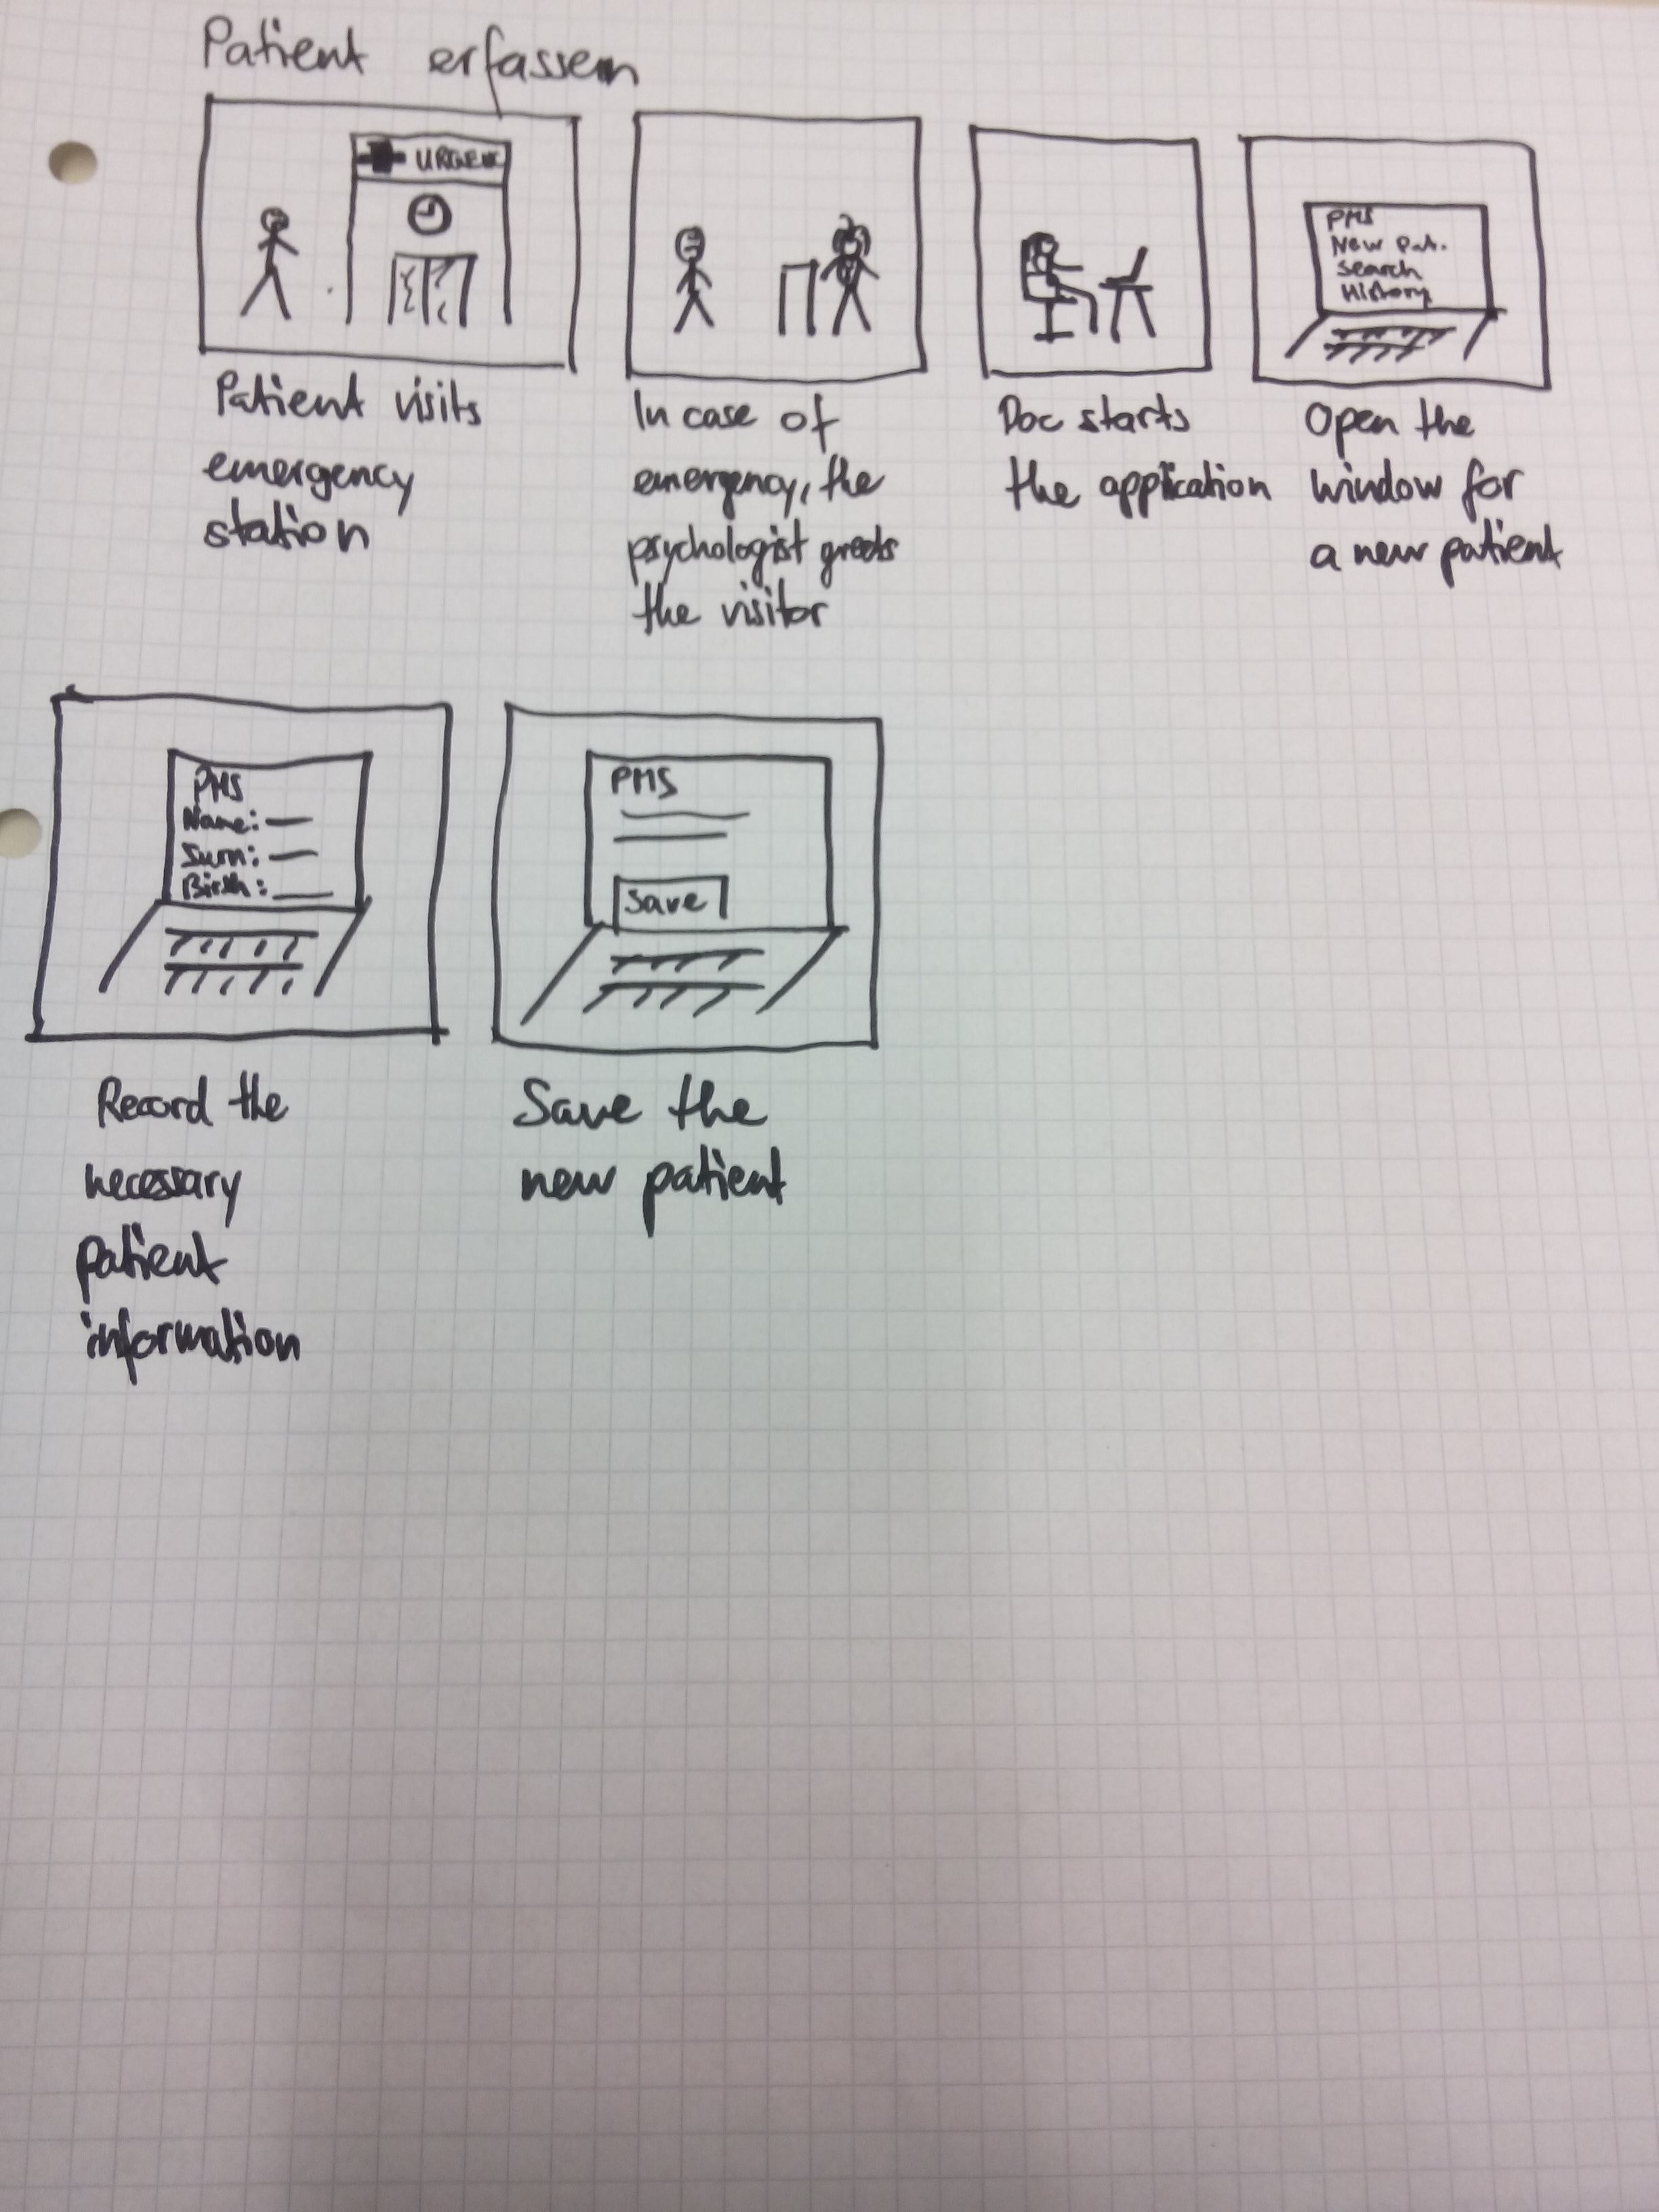 Patient erfassen
URGENC
Patient visits
emergency
station
In case of
emergency, the
psychologist greets
the visitor
Doc starts
the application
PMS
New Pat.
Search
History
Open the
window for
a new patient
PMS
Name:
Surn:
Birth:
Record the
necessary
patient
information
PMS
Save
Save the
new patient